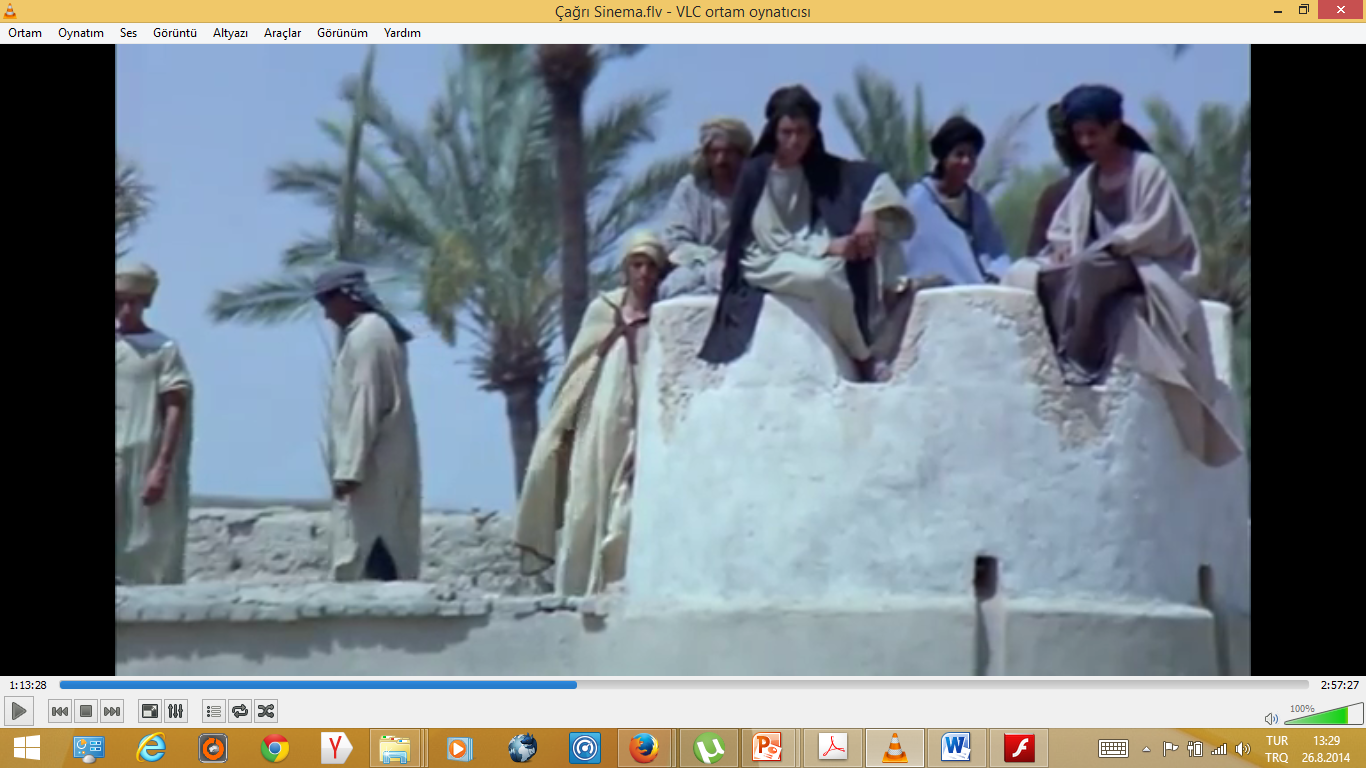 Çağrı Sinema.flv - VLC ortam oynatıcısı
Ortam Oynatım Ses Görüntü Altyazı Araçlar Görünüm Yardım
1:13:28 2:57:27
100%
TUR 13:29
TRQ 26.8.2014